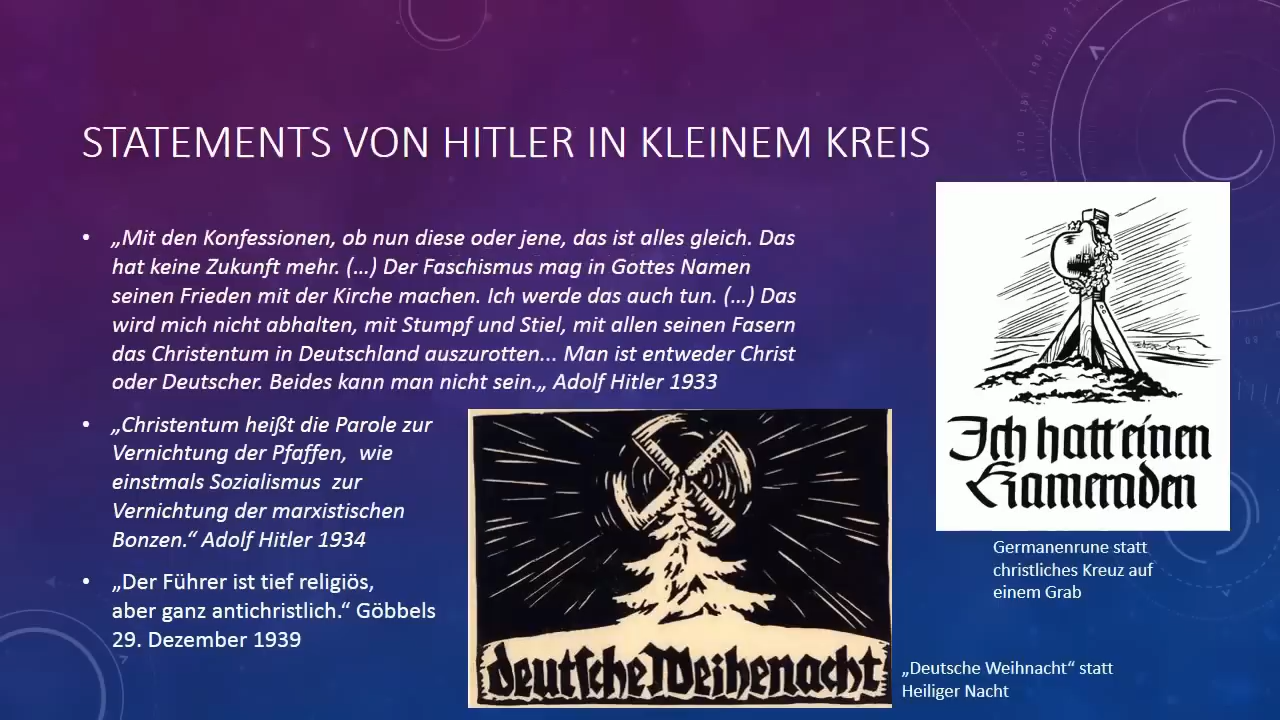 STATEMENTS VON HITLER IN KLEINEM KREIS
• „Mit den Konfessionen, ob nun diese oder jene, das ist alles gleich. Das
hat keine Zukunft mehr. (…) Der Faschismus mag in Gottes Namen
seinen Frieden mit der Kirche machen. Ich werde das auch tun. (…) Das
wird mich nicht abhalten, mit Stumpf und Stiel, mit allen seinen Fasern
das Christentum in Deutschland auszurotten... Man ist entweder Christ
oder Deutscher. Beides kann man nicht sein.„ Adolf Hitler 1933
• „Christentum heißt die Parole zur
Vernichtung der Pfaffen, wie
einstmals Sozialismus zur
Vernichtung der marxistischen
Bonzen.“ Adolf Hitler 1934
• „Der Führer ist tief religiös,
aber ganz antichristlich.“ Göbbels
29. Dezember 1939
deutsche Weihenacht
Ich hatt'einen
Kameraden
Germanenrune statt
christliches Kreuz auf
einem Grab
„Deutsche Weihnacht“ statt
Heiliger Nacht